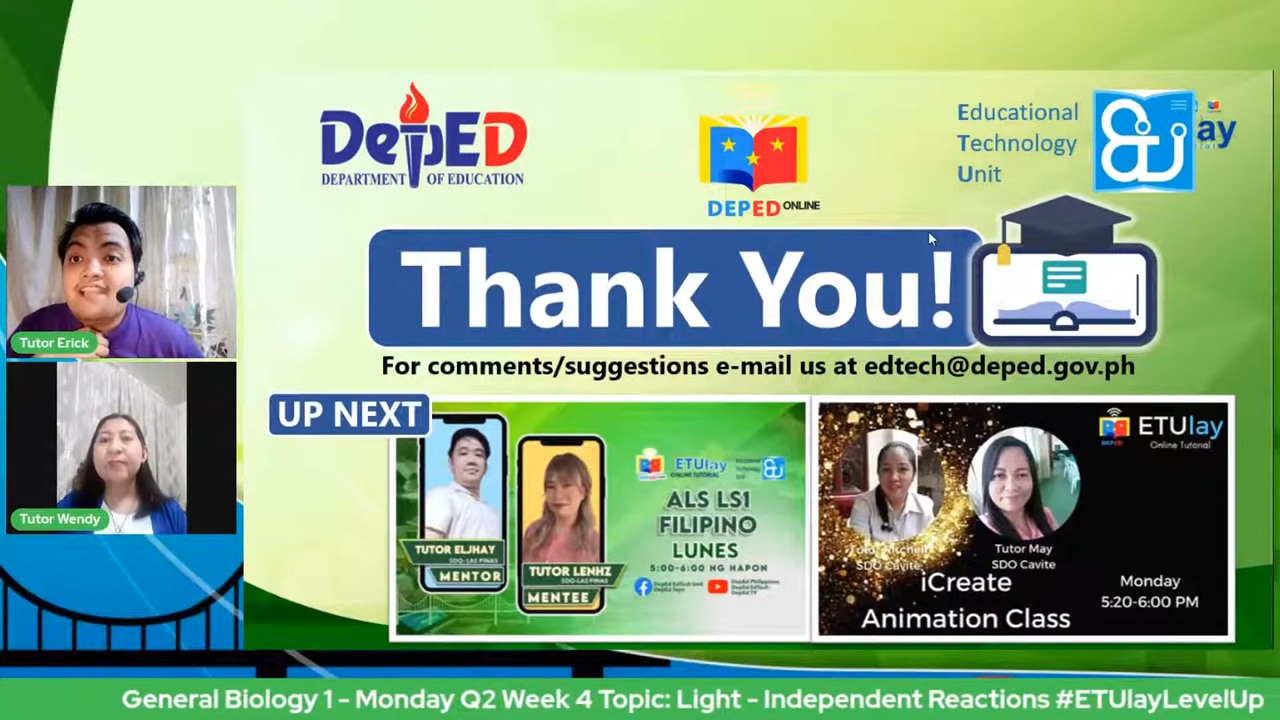 DepED
DEPARTMENT OF EDUCATION
DEPED ONLINE
Educational
Technology
Unit
Thank You!
For comments/suggestions e-mail us at edtech@deped.gov.ph
Tutor Erick
Tutor Wendy
UP NEXT
TUTOR ELJHAY
SDO-LAS PIÑAS
MENTOR
TUTOR LENHZ
SDO-LAS PIÑAS
MENTEE
ETUlay
ONLINE TUTORIAL
ALS LS1
FILIPINO
LUNES
5:00-6:00 NG HAPON
ETUlay
Online Tutorial
SDO Cavite
Tutor May
SDO Cavite
iCreate
Animation Class
Monday
5:20-6:00 PM
General Biology 1 - Monday Q2 Week 4 Topic: Light - Independent Reactions #ETUlayLevelUp